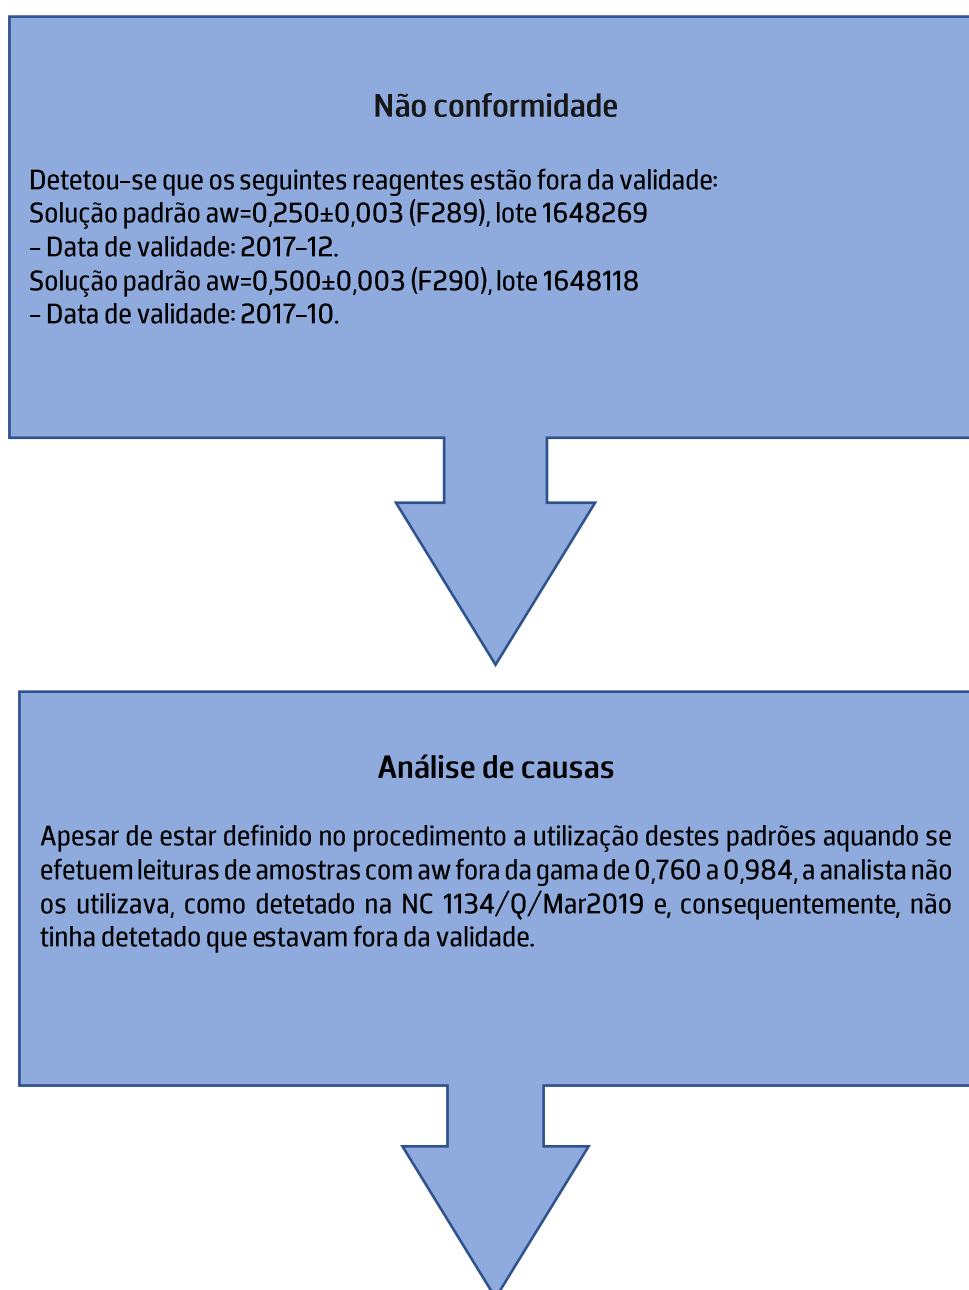 Não conformidade
Detetou-se que os seguintes reagentes estão fora da validade:
Solução padrão aw=0,250±0,003 (F289), lote 1648269
- Data de validade: 2017-12.
Solução padrão aw=0,500±0,003 (F290), lote 1648118
- Data de validade: 2017-10.
Análise de causas
Apesar de estar definido no procedimento a utilização destes padrões aquando se
efetuem leituras de amostras com aw fora da gama de 0,760 a 0,984, a analista não
os utilizava, como detetado na NC 1134/Q/Mar2019 e, consequentemente, não
tinha detetado que estavam fora da validade.